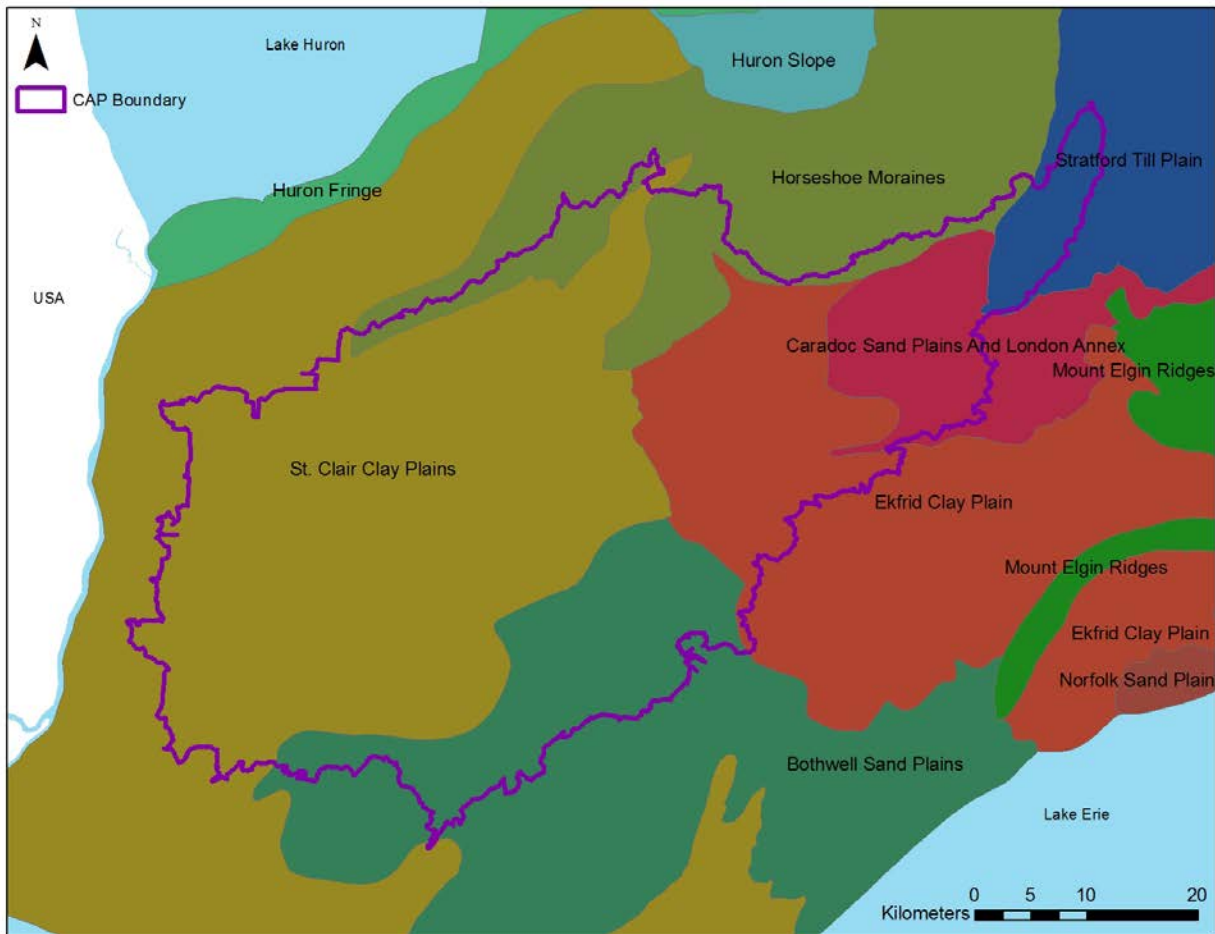 N
Lake Huron
CAP Boundary
Huron Slope
Stratford Till Plain
Huron Fringe
Horseshoe Moraines
USA
Caradoc Sand Plains And London Annex
Mount Elgin Ridges
St. Clair Clay Plains
Ekfrid Clay Plain
Mount Elgin Ridges
Ekfrid Clay Plain
Norfolk Sand Plain
Bothwell Sand Plains
Lake Erie
0 5 10 20
Kilometers